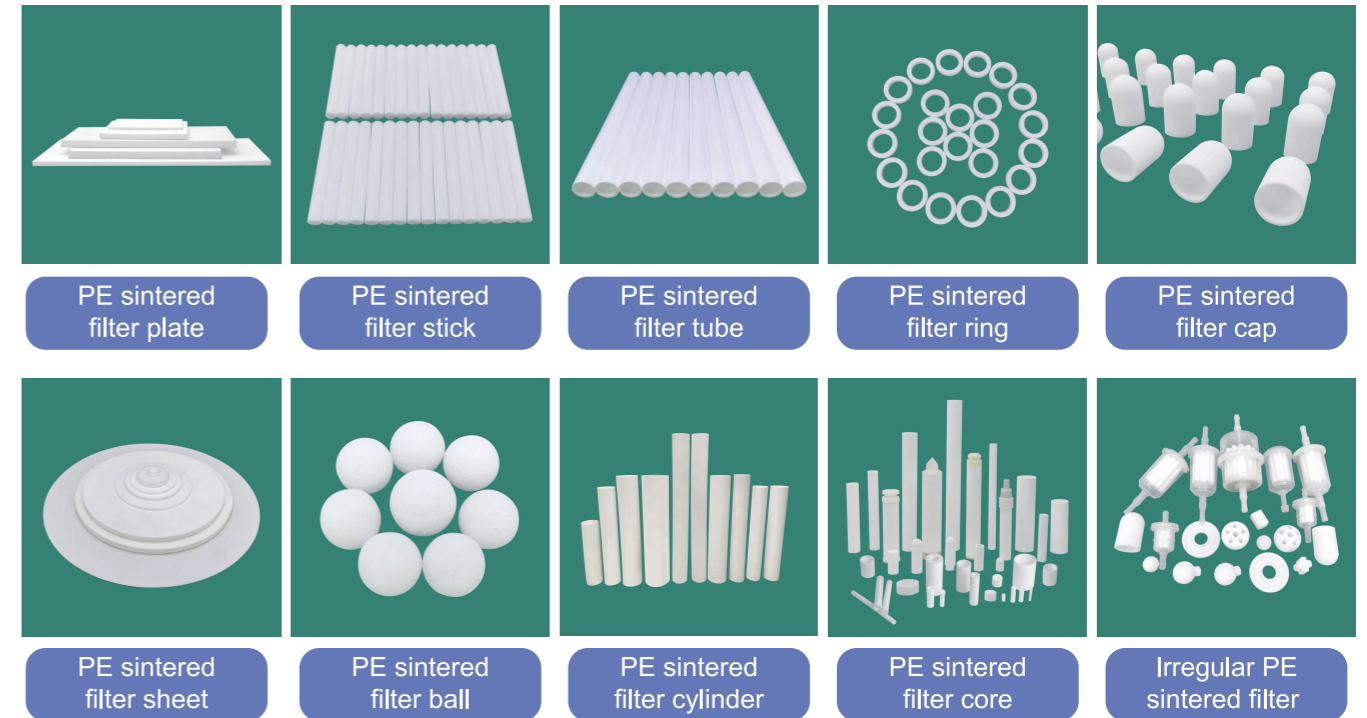 PE sintered
filter plate
PE sintered
filter stick
PE sintered
filter tube
PE sintered
filter ring
PE sintered
filter cap
PE sintered
filter sheet
PE sintered
filter ball
PE sintered
filter cylinder
PE sintered
filter core
Irregular PE
sintered filter